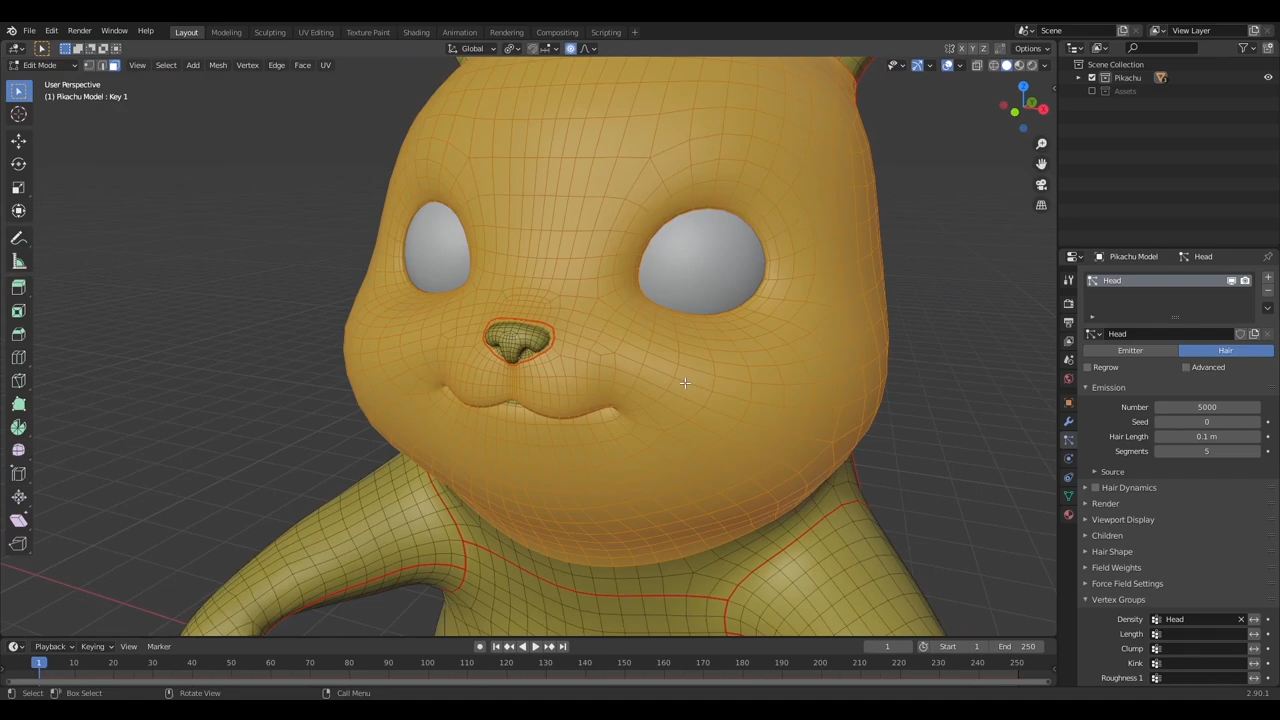 File Edit Render Window Help Layout Modeling Sculpting UV Editing Texture Paint Shading Animation Rendering Compositing Scripting + Scene View Layer
Global X Y Z Options
Edit Mode View Select Add Mesh Vertex Edge Face UV
User Perspective
(1) Pikachu Model : Key 1
Scene Collection
Pikachu
Assets
Pikachu Model Head
Head
Head
Emitter Hair
Regrow Advanced
Emission
Number 5000
Seed 0
Hair Length 0.1 m
Segments 5
Source
Hair Dynamics
Render
Viewport Display
Children
Hair Shape
Field Weights
Force Field Settings
Vertex Groups
Density Head
Length
Clump
Kink
Roughness 1
Playback Keying View Marker 1 Start 1 End 250
1 10 20 30 40 50 60 70 80 90 100 110 120 130 140 150 160 170 180 190 200 210 220 230 240 250
Select Box Select Rotate View Call Menu 2.90.1